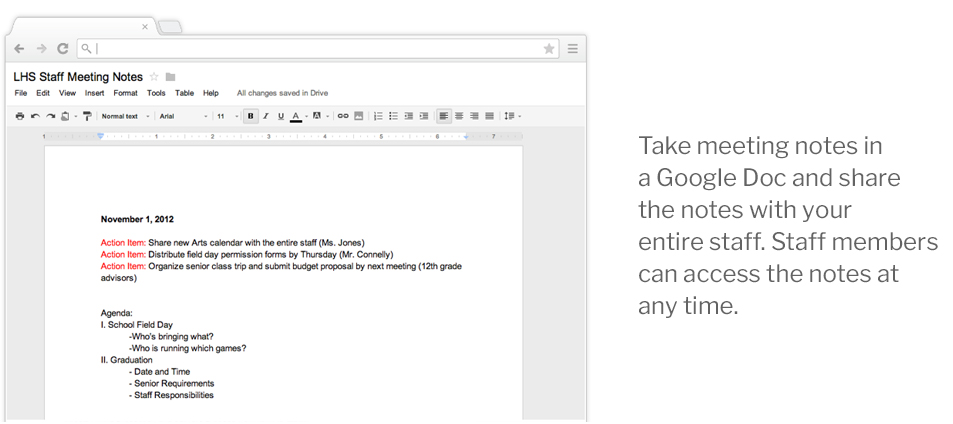 LHS Staff Meeting Notes
File Edit View Insert Format Tools Table Help All changes saved in Drive
Normal text Arial 11 B I U A A
1 1 2 3 4 5 6 7
November 1, 2012
Action Item: Share new Arts calendar with the entire staff (Ms. Jones)
Action Item: Distribute field day permission forms by Thursday (Mr. Connelly)
Action Item: Organize senior class trip and submit budget proposal by next meeting (12th grade
advisors)
Agenda:
I. School Field Day
-Who's bringing what?
-Who is running which games?
II. Graduation
- Date and Time
- Senior Requirements
- Staff Responsibilities
Take meeting notes in
a Google Doc and share
the notes with your
entire staff. Staff members
can access the notes at
any time.